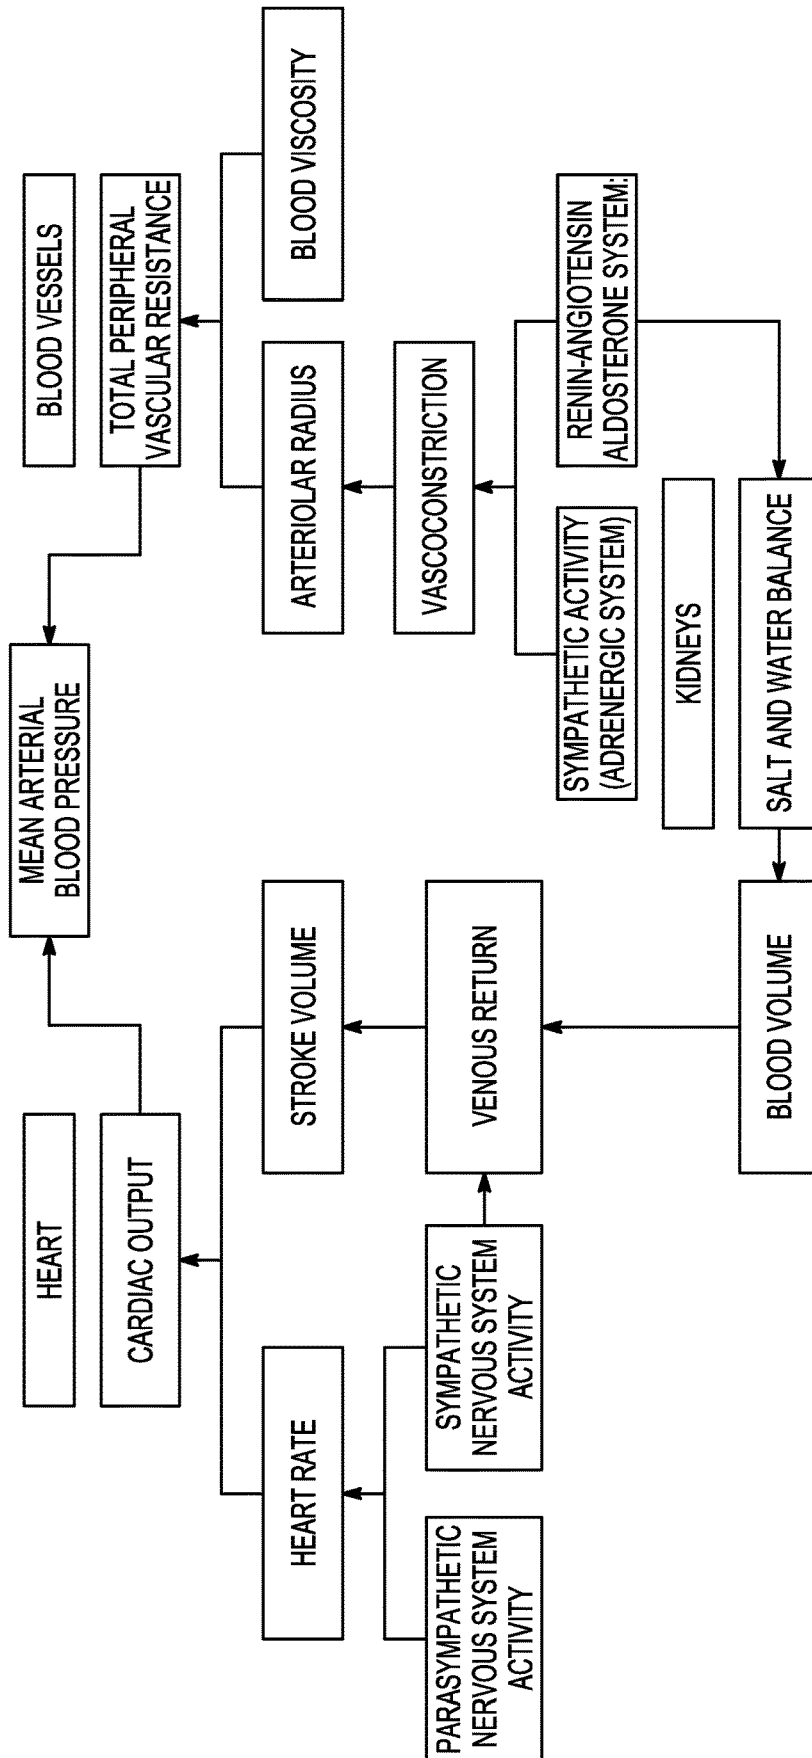 MEAN ARTERIAL
BLOOD PRESSURE
HEART
BLOOD VESSELS
CARDIAC OUTPUT
TOTAL PERIPHERAL
VASCULAR RESISTANCE
HEART RATE
STROKE VOLUME
ARTERIOLAR RADIUS
BLOOD VISCOSITY
PARASYMPATHETIC
NERVOUS SYSTEM
ACTIVITY
SYMPATHETIC
NERVOUS SYSTEM
ACTIVITY
VENOUS RETURN
VASCOCONSTRICTION
SYMPATHETIC ACTIVITY
(ADRENERGIC SYSTEM)
RENIN-ANGIOTENSIN
ALDOSTERONE SYSTEM:
KIDNEYS
BLOOD VOLUME
SALT AND WATER BALANCE